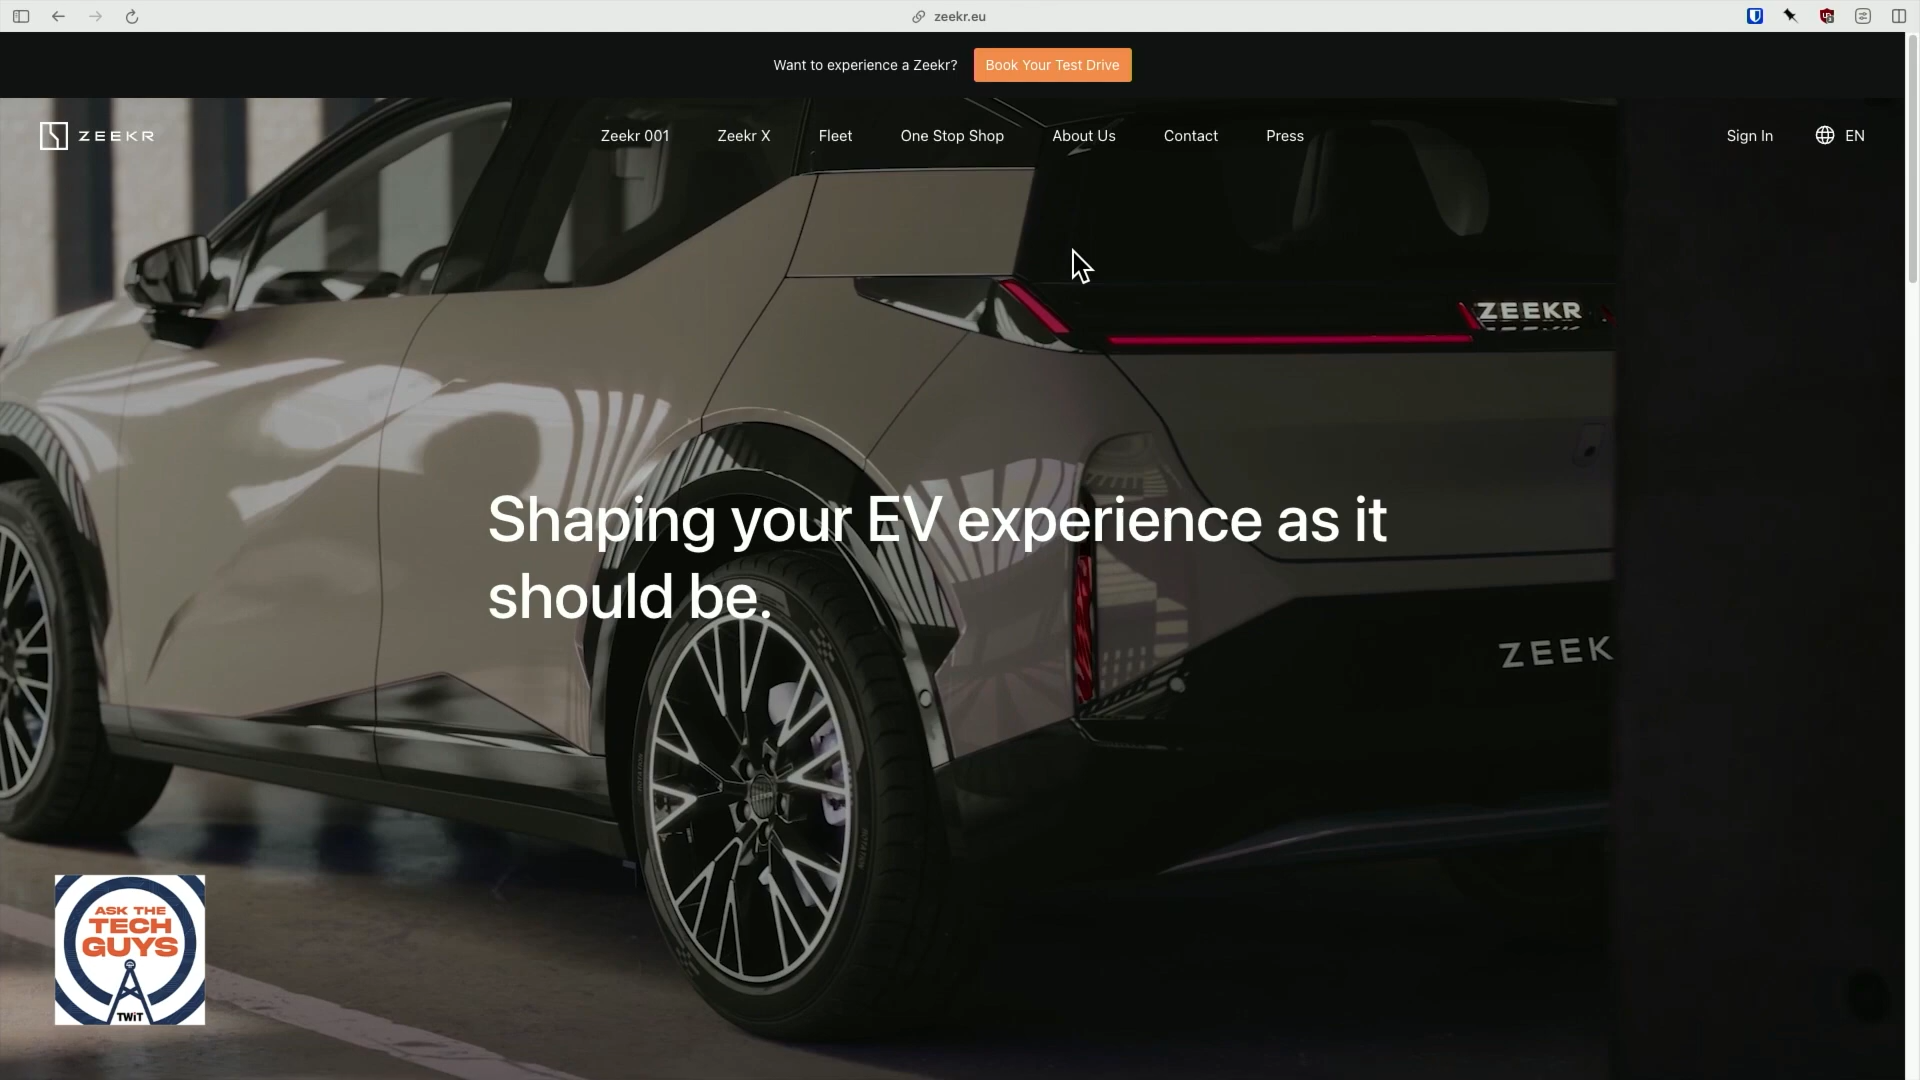 zeekr.eu
Want to experience a Zeekr? Book Your Test Drive
ZEEKR Zeekr 001 Zeekr X Fleet One Stop Shop About Us Contact Press Sign In EN
ZEEKR
Shaping your EV experience as it
should be.
ZEEK
ASK THE
TECH
GUYS
TWiT